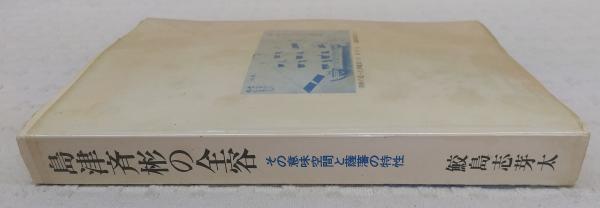 島津斉彬の全容
その意味空間と薩藩の特性
鮫島志芽太